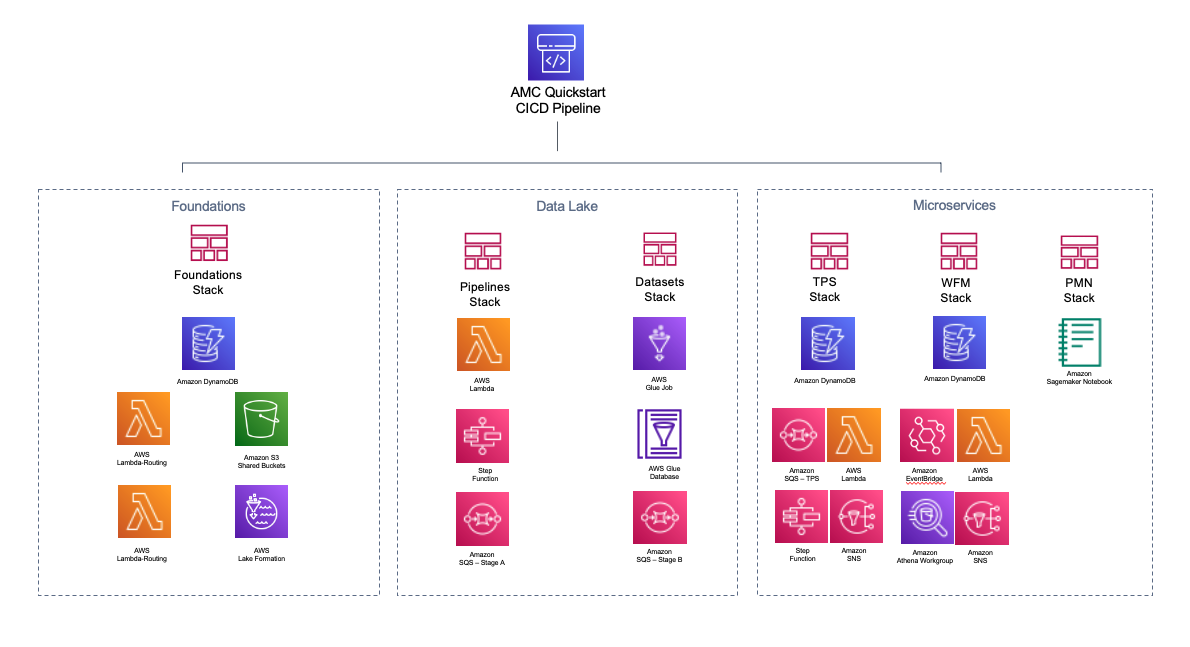 AMC Quickstart
CICD Pipeline
Foundations
Foundations
Stack
Amazon DynamoDB
AWS
Lambda-Routing
Amazon S3
Shared Buckets
AWS
Lambda-Routing
AWS
Lake Formation
Data Lake
Pipelines
Stack
AWS
Lambda
Step
Function
Amazon
SQS – Stage A
Datasets
Stack
AWS
Glue Job
AWS Glue
Database
Amazon
SQS – Stage B
Microservices
TPS
Stack
Amazon DynamoDB
Amazon
SQS – TPS
AWS
Lambda
Step
Function
Amazon
SNS
WFM
Stack
Amazon DynamoDB
Amazon
EventBridge
AWS
Lambda
Amazon
Athena Workgroup
Amazon
SNS
PMN
Stack
Amazon
Sagemaker Notebook